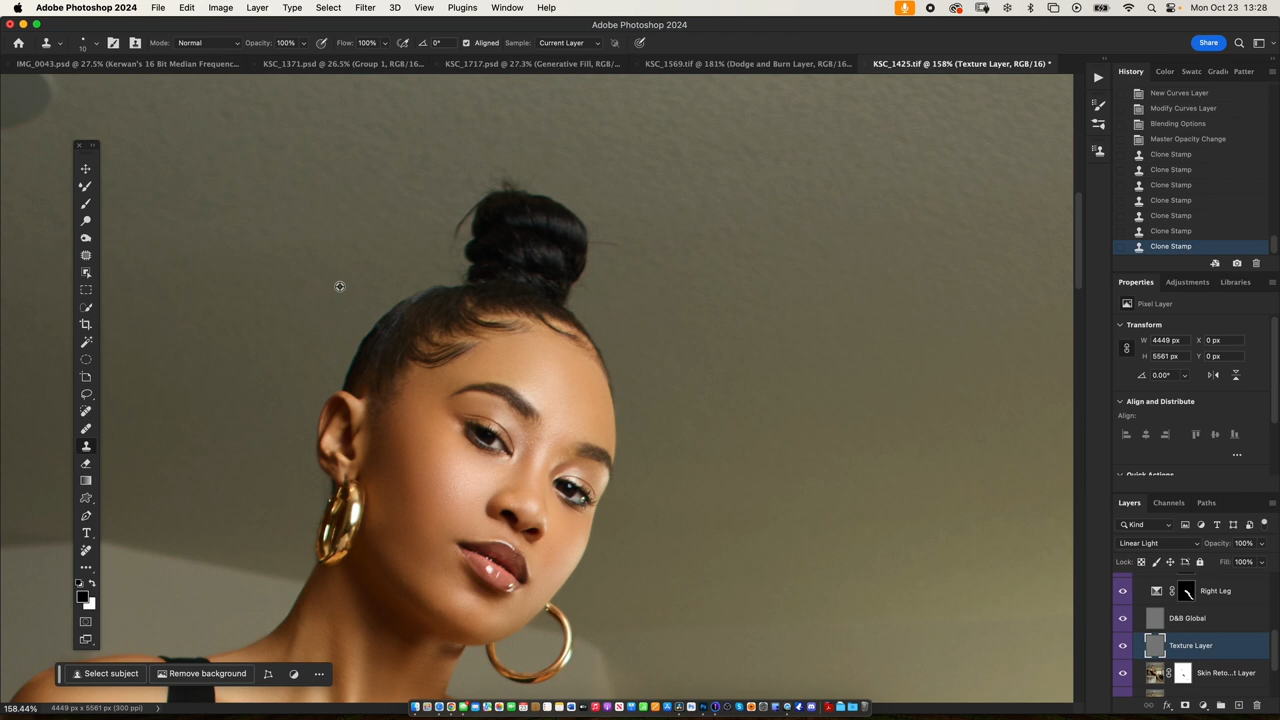 Adobe Photoshop 2024 File Edit Image Layer Type Select Filter 3D View Plugins Window Help Mon Oct 23 13:28
Adobe Photoshop 2024
10 Mode: Normal Opacity: 100% Flow: 100% 0° Aligned Sample: Current Layer Share
IMG_0043.psd @ 27.5% (Kerwan's 16 Bit Median Frequenc... KSC_1371.psd @ 26.5% (Group 1, RGB/16)... KSC_1717.psd @ 27.3% (Generative Fill, RGB/16)... KSC_1569.tif @ 181% (Dodge and Burn Layer, RGB/16... KSC_1425.tif @ 158% (Texture Layer, RGB/16) *
History Color Swatc Gradi Patter
New Curves Layer
Modify Curves Layer
Blending Options
Master Opacity Change
Clone Stamp
Clone Stamp
Clone Stamp
Clone Stamp
Clone Stamp
Clone Stamp
Clone Stamp
Properties Adjustments Libraries
Pixel Layer
Transform
W 4449 px X 0 px
H 5561 px Y 0 px
0.00°
Align and Distribute
Align:
Quick Actions
Layers Channels Paths
Kind
Linear Light Opacity: 100%
Lock: Fill: 100%
Right Leg
D&B Global
Texture Layer
Skin Reto...t Layer
Select subject Remove background
158.44% 4449 px x 5561 px (300 ppi)